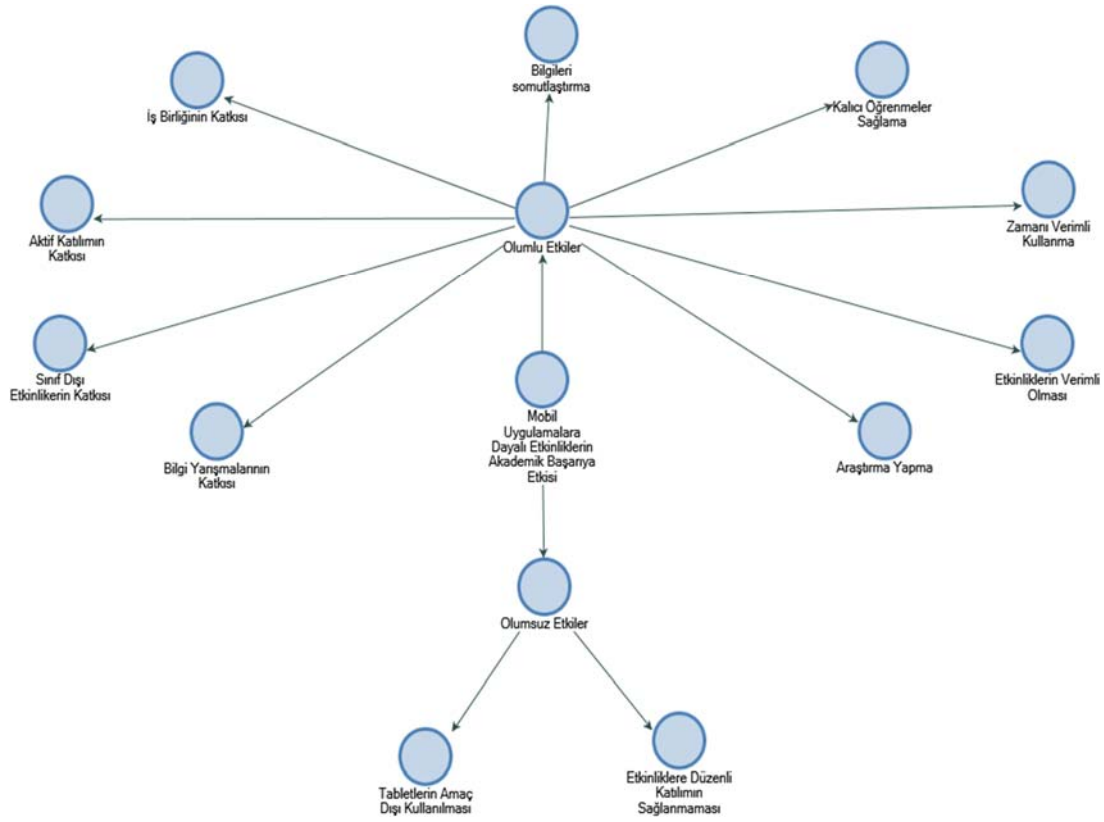 Bilgileri
somutlaştırma
İş Birliğinin Katkısı
Kalıcı Öğrenmeler
Sağlama
Aktif Katılımın
Katkısı
Olumlu Etkiler
Zamanı Verimli
Kullanma
Sınıf Dışı
Etkinlikerin Katkısı
Etkinliklerin Verimli
Olması
Bilgi Yarışmalarının
Katkısı
Mobil
Uygulamalara
Dayalı Etkinliklerin
Akademik Başarıya
Etkisi
Araştırma Yapma
Olumsuz Etkiler
Tabletlerin Amaç
Dışı Kullanılması
Etkinliklere Düzenli
Katılımın
Sağlanmaması